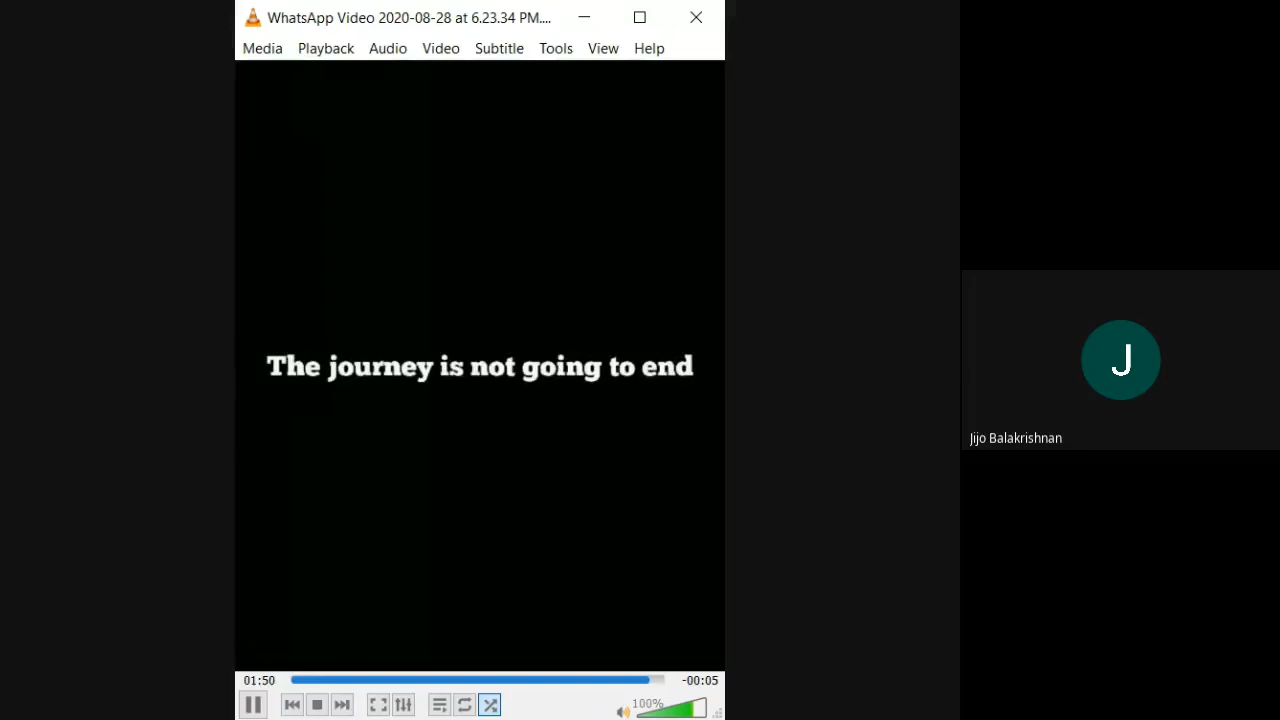 WhatsApp Video 2020-08-28 at 6.23.34 PM....
Media Playback Audio Video Subtitle Tools View Help
The journey is not going to end
J
Jijo Balakrishnan
01:50 -00:05
100%